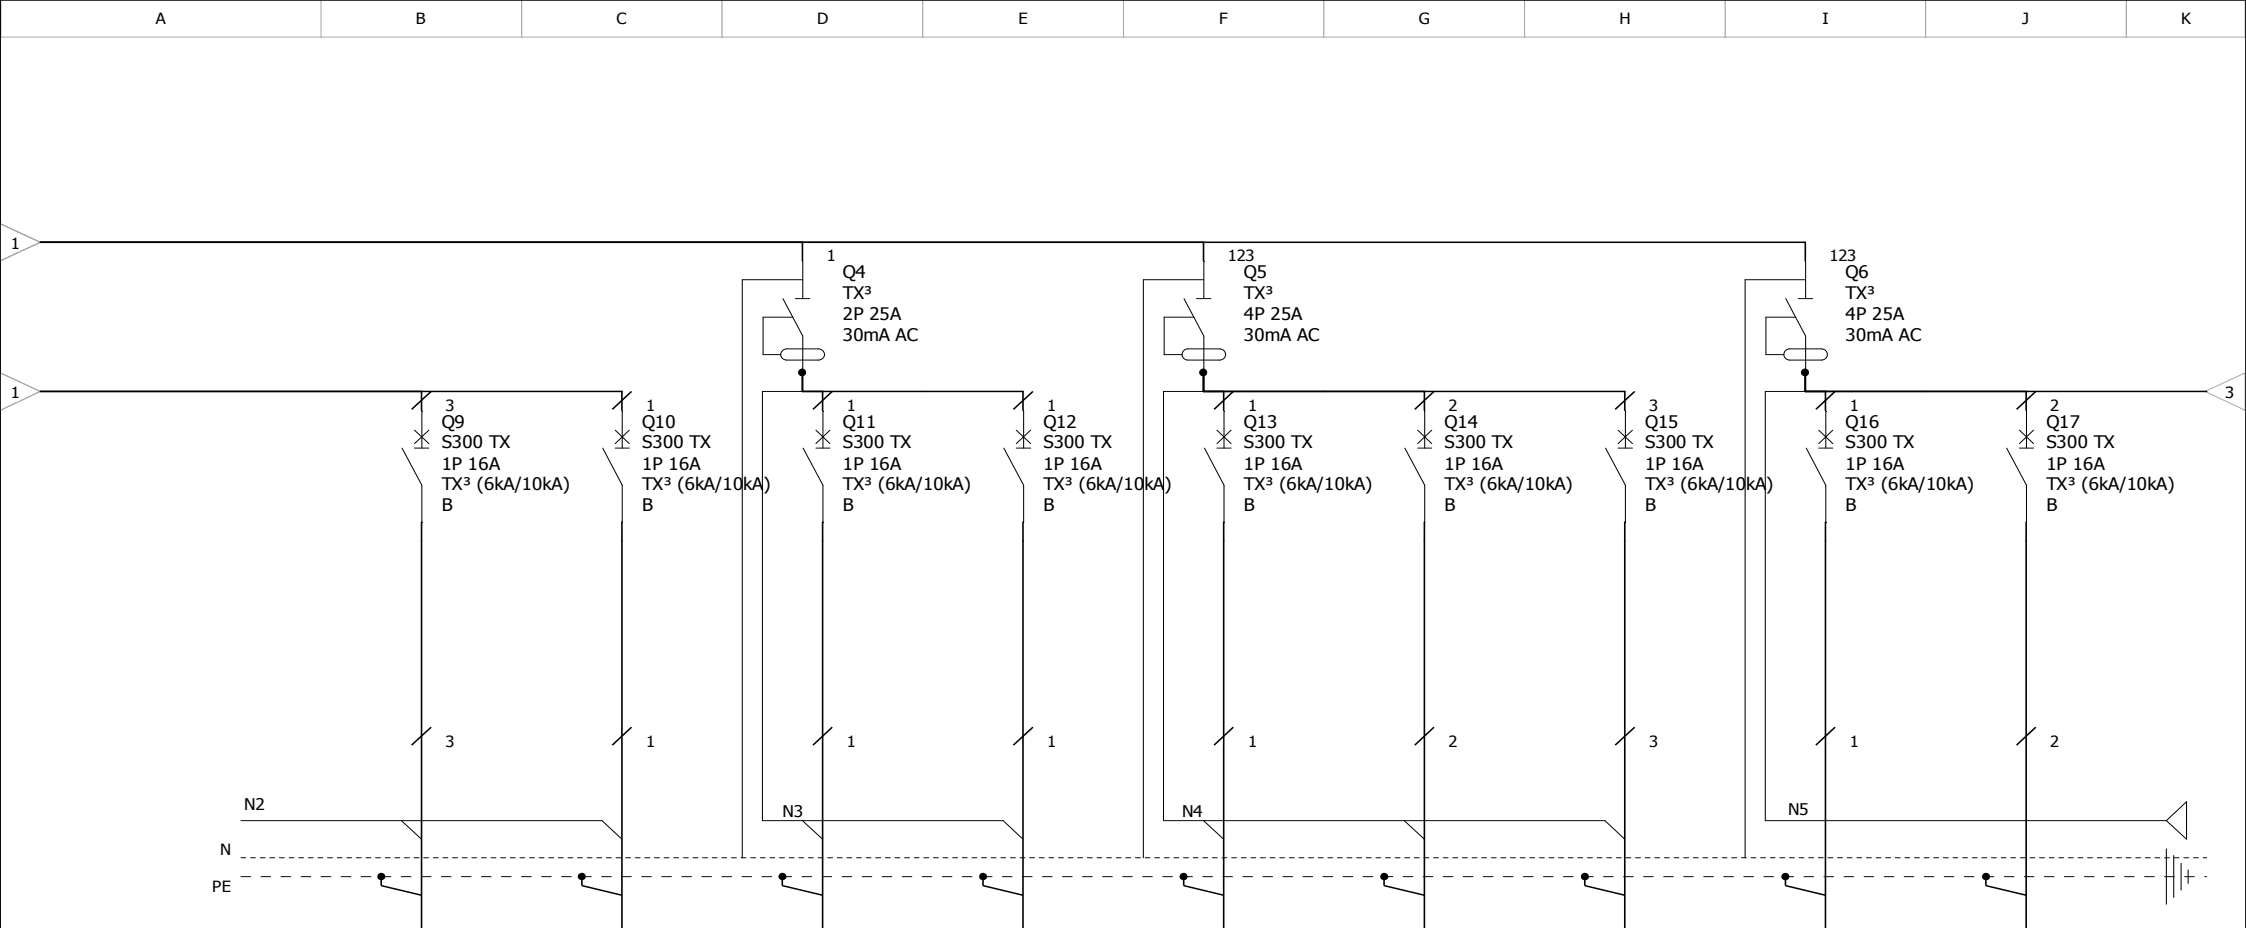 A B C D E F G H I J K
1
1 123 123
Q4 Q5 Q6
TX³ TX³ TX³
2P 25A 4P 25A 4P 25A
30mA AC 30mA AC 30mA AC
1 3
3 1 1 1 1 2 3 1 2
Q9 Q10 Q11 Q12 Q13 Q14 Q15 Q16 Q17
S300 TX S300 TX S300 TX S300 TX S300 TX S300 TX S300 TX S300 TX S300 TX
1P 16A 1P 16A 1P 16A 1P 16A 1P 16A 1P 16A 1P 16A 1P 16A 1P 16A
TX³ (6kA/10kA) TX³ (6kA/10kA) TX³ (6kA/10kA) TX³ (6kA/10kA) TX³ (6kA/10kA) TX³ (6kA/10kA) TX³ (6kA/10kA) TX³ (6kA/10kA) TX³ (6kA/10kA)
B B B B B B B B B
3 1 1 1 1 2 3 1 2
N2 N3 N4 N5
N
PE